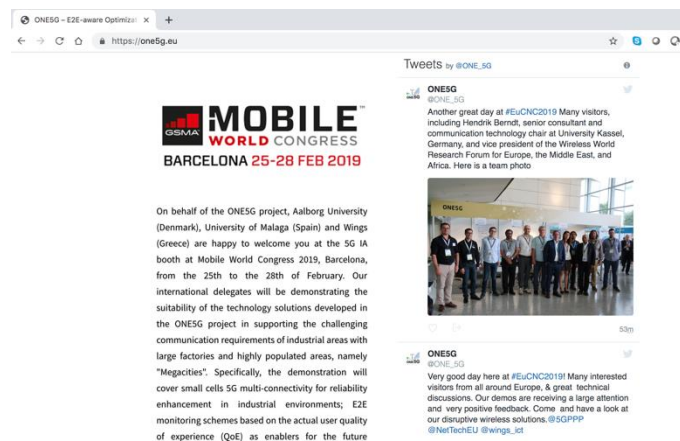 ONE5G – E2E-aware Optimizat
https://one5g.eu
GSMA
MOBILE
WORLD CONGRESS
BARCELONA 25-28 FEB 2019
On behalf of the ONE5G project, Aalborg University
(Denmark), University of Malaga (Spain) and Wings
(Greece) are happy to welcome you at the 5G IA
booth at Mobile World Congress 2019, Barcelona,
from the 25th to the 28th of February. Our
international delegates will be demonstrating the
suitability of the technology solutions developed in
the ONE5G project in supporting the challenging
communication requirements of industrial areas with
large factories and highly populated areas, namely
"Megacities". Specifically, the demonstration will
cover small cells 5G multi-connectivity for reliability
enhancement in industrial environments; E2E
monitoring schemes based on the actual user quality
of experience (QoE) as enablers for the future
Tweets by @ONE_5G
ONE5G
@ONE_5G
Another great day at #EuCNC2019 Many visitors,
including Hendrik Berndt, senior consultant and
communication technology chair at University Kassel,
Germany, and vice president of the Wireless World
Research Forum for Europe, the Middle East, and
Africa. Here is a team photo
ONE5G
53m
ONE5G
@ONE_5G
Very good day here at #EuCNC2019! Many interested
visitors from all around Europe, & great technical
discussions. Our demos are receiving a large attention
and very positive feedback. Come and have a look at
our disruptive wireless solutions.@5GPPP
@NetTechEU @wings_ict